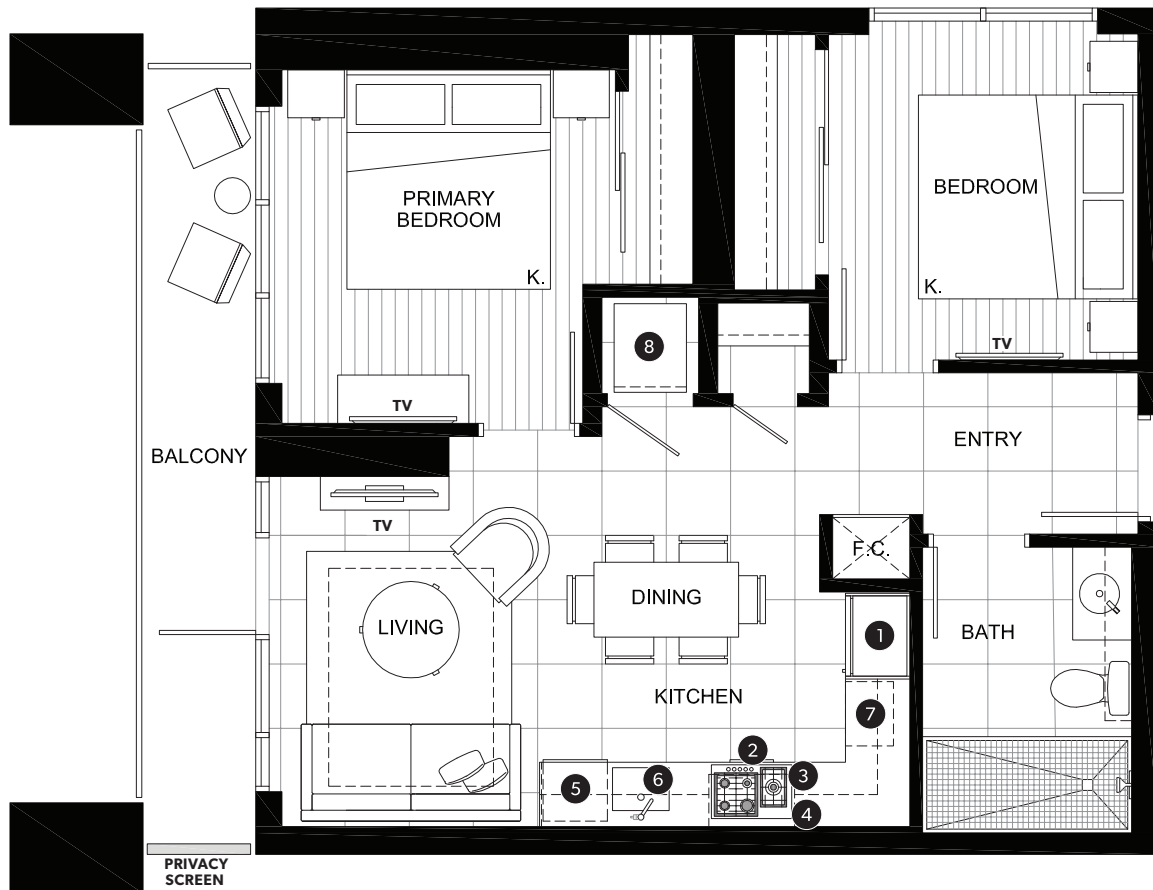 PRIMARY
BEDROOM
K.
BEDROOM
K.
TV
8
TV
BALCONY
ENTRY
TV
F.C.
DINING
LIVING
1
BATH
KITCHEN
7
2
3
6
5
4
PRIVACY
SCREEN